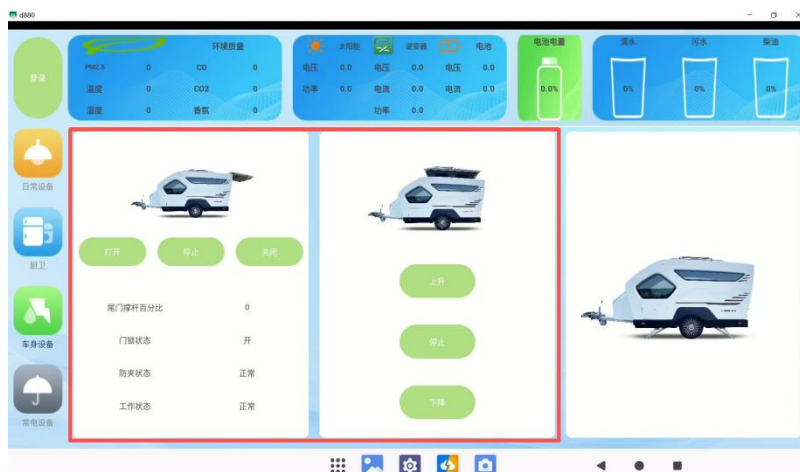 d880
登录
环境质量
PM2.5 0 CO 0
温度 0 CO2 0
湿度 0 香氛 0
太阳能 逆变器 电池
电压 0.0 电压 0.0 电压 0.0
功率 0.0 电流 0.0 电流 0.0
功率 0.0
电池电量
0.0%
清水 污水 柴油
0% 0% 0%
日常设备
厨卫
车身设备
常电设备
打开 停止 关闭
尾门撑杆百分比 0
门锁状态 开
防夹状态 正常
工作状态 正常
上升
停止
下降